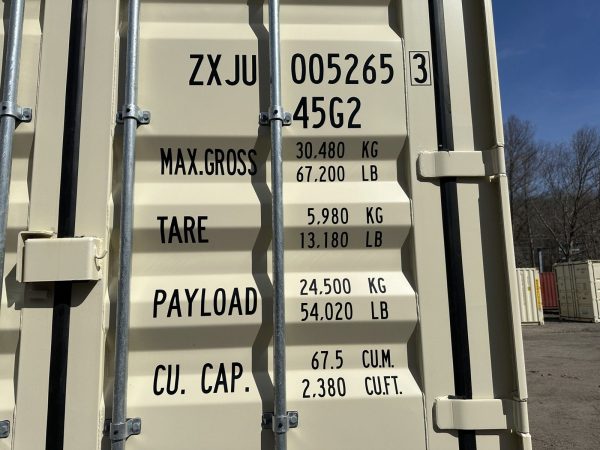 ZXJU 005265 3
45G2
MAX.GROSS 30,480 KG
67,200 LB
TARE 5,980 KG
13,180 LB
PAYLOAD 24,500 KG
54,020 LB
CU. CAP. 67.5 CU.M.
2,380 CU.FT.